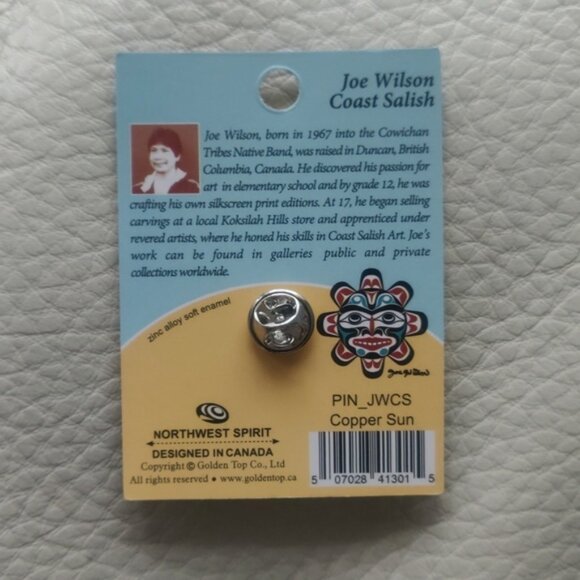 Joe Wilson
Coast Salish
Joe Wilson, born in 1967 into the Cowichan
Tribes Native Band, was raised in Duncan, British
Columbia, Canada. He discovered his passion for
art in elementary school and by grade 12, he was
crafting his own silkscreen print editions. At 17, he began selling
carvings at a local Koksilah Hills store and apprenticed under
revered artists, where he honed his skills in Coast Salish Art. Joe's
work can be found in galleries public and private
collections worldwide.
zinc alloy soft enamel
Joe Wilson
PIN_JWCS
Copper Sun
NORTHWEST SPIRIT
DESIGNED IN CANADA
Copyright © Golden Top Co., Ltd
All rights reserved ● www.goldentop.ca
5 07028 41301 5